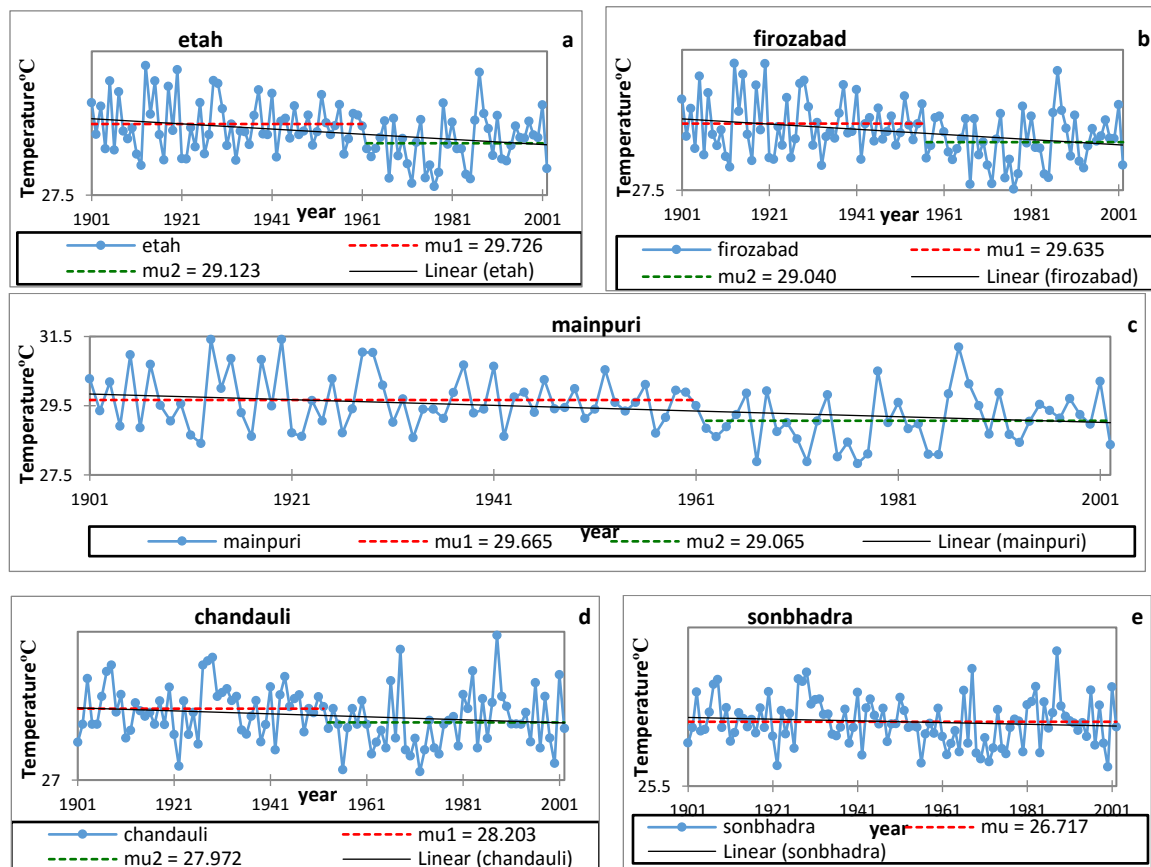 etah
a
Temperature°C
27.5
1901 1921 1941 1961 1981 2001
year
etah mu1 = 29.726
mu2 = 29.123 Linear (etah)
firozabad
b
Temperature°C
27.5
1901 1921 1941 1961 1981 2001
year
firozabad mu1 = 29.635
mu2 = 29.040 Linear (firozabad)
mainpuri
c
Temperature°C
31.5
29.5
27.5
1901 1921 1941 1961 1981 2001
year
mainpuri mu1 = 29.665 mu2 = 29.065 Linear (mainpuri)
chandauli
d
Temperature°C
27
1901 1921 1941 1961 1981 2001
year
chandauli mu1 = 28.203
mu2 = 27.972 Linear (chandauli)
sonbhadra
e
Temperature°C
25.5
1901 1921 1941 1961 1981 2001
year
sonbhadra mu = 26.717
Linear (sonbhadra)